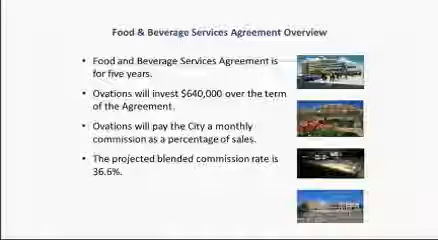 Food & Beverage Services Agreement Overview
• Food and Beverage Services Agreement is
for five years.
• Ovations will invest $640,000 over the term
of the Agreement.
• Ovations will pay the City a monthly
commission as a percentage of sales.
• The projected blended commission rate is
36.6%.